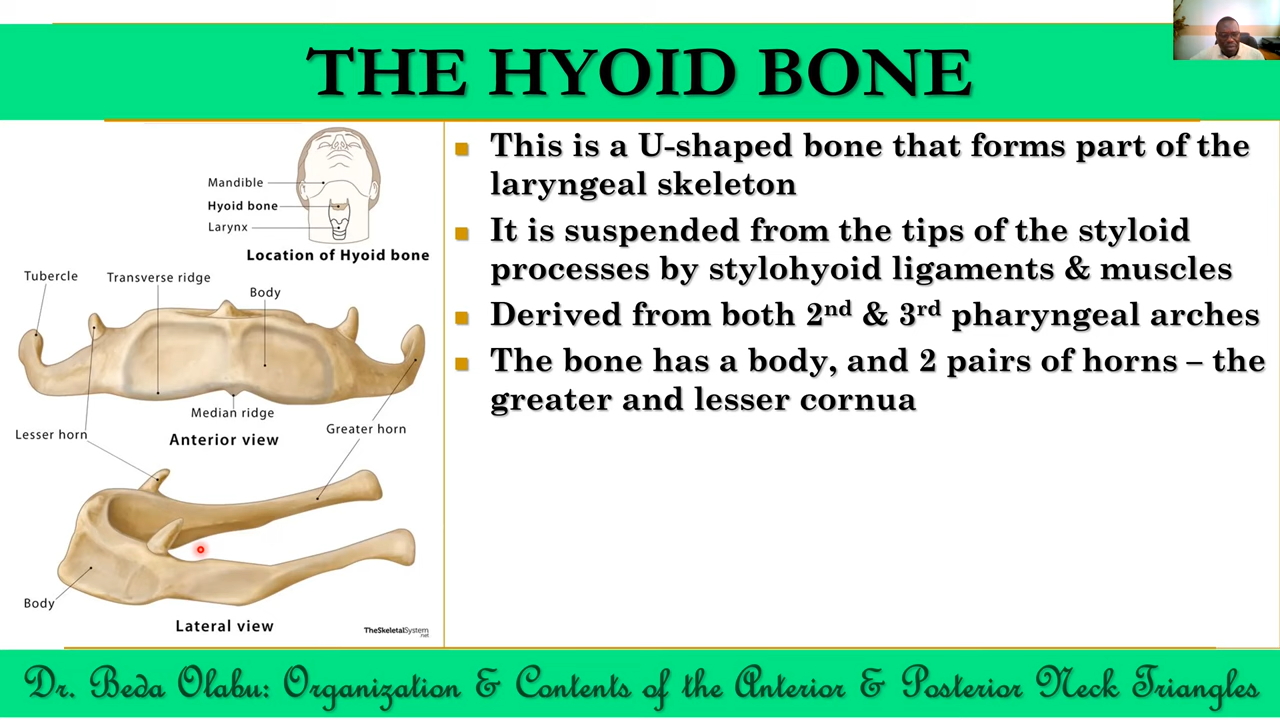 THE HYOID BONE
Mandible
Hyoid bone
Larynx
Location of Hyoid bone
Tubercle
Transverse ridge
Body
Median ridge
Lesser horn
Anterior view
Greater horn
Body
Lateral view
TheSkeletalSystem
.net
This is a U-shaped bone that forms part of the
laryngeal skeleton
It is suspended from the tips of the styloid
processes by stylohyoid ligaments & muscles
Derived from both 2nd & 3rd pharyngeal arches
The bone has a body, and 2 pairs of horns – the
greater and lesser cornua
Dr. Beda Olabu: Organization & Contents of the Anterior & Posterior Neck Triangles